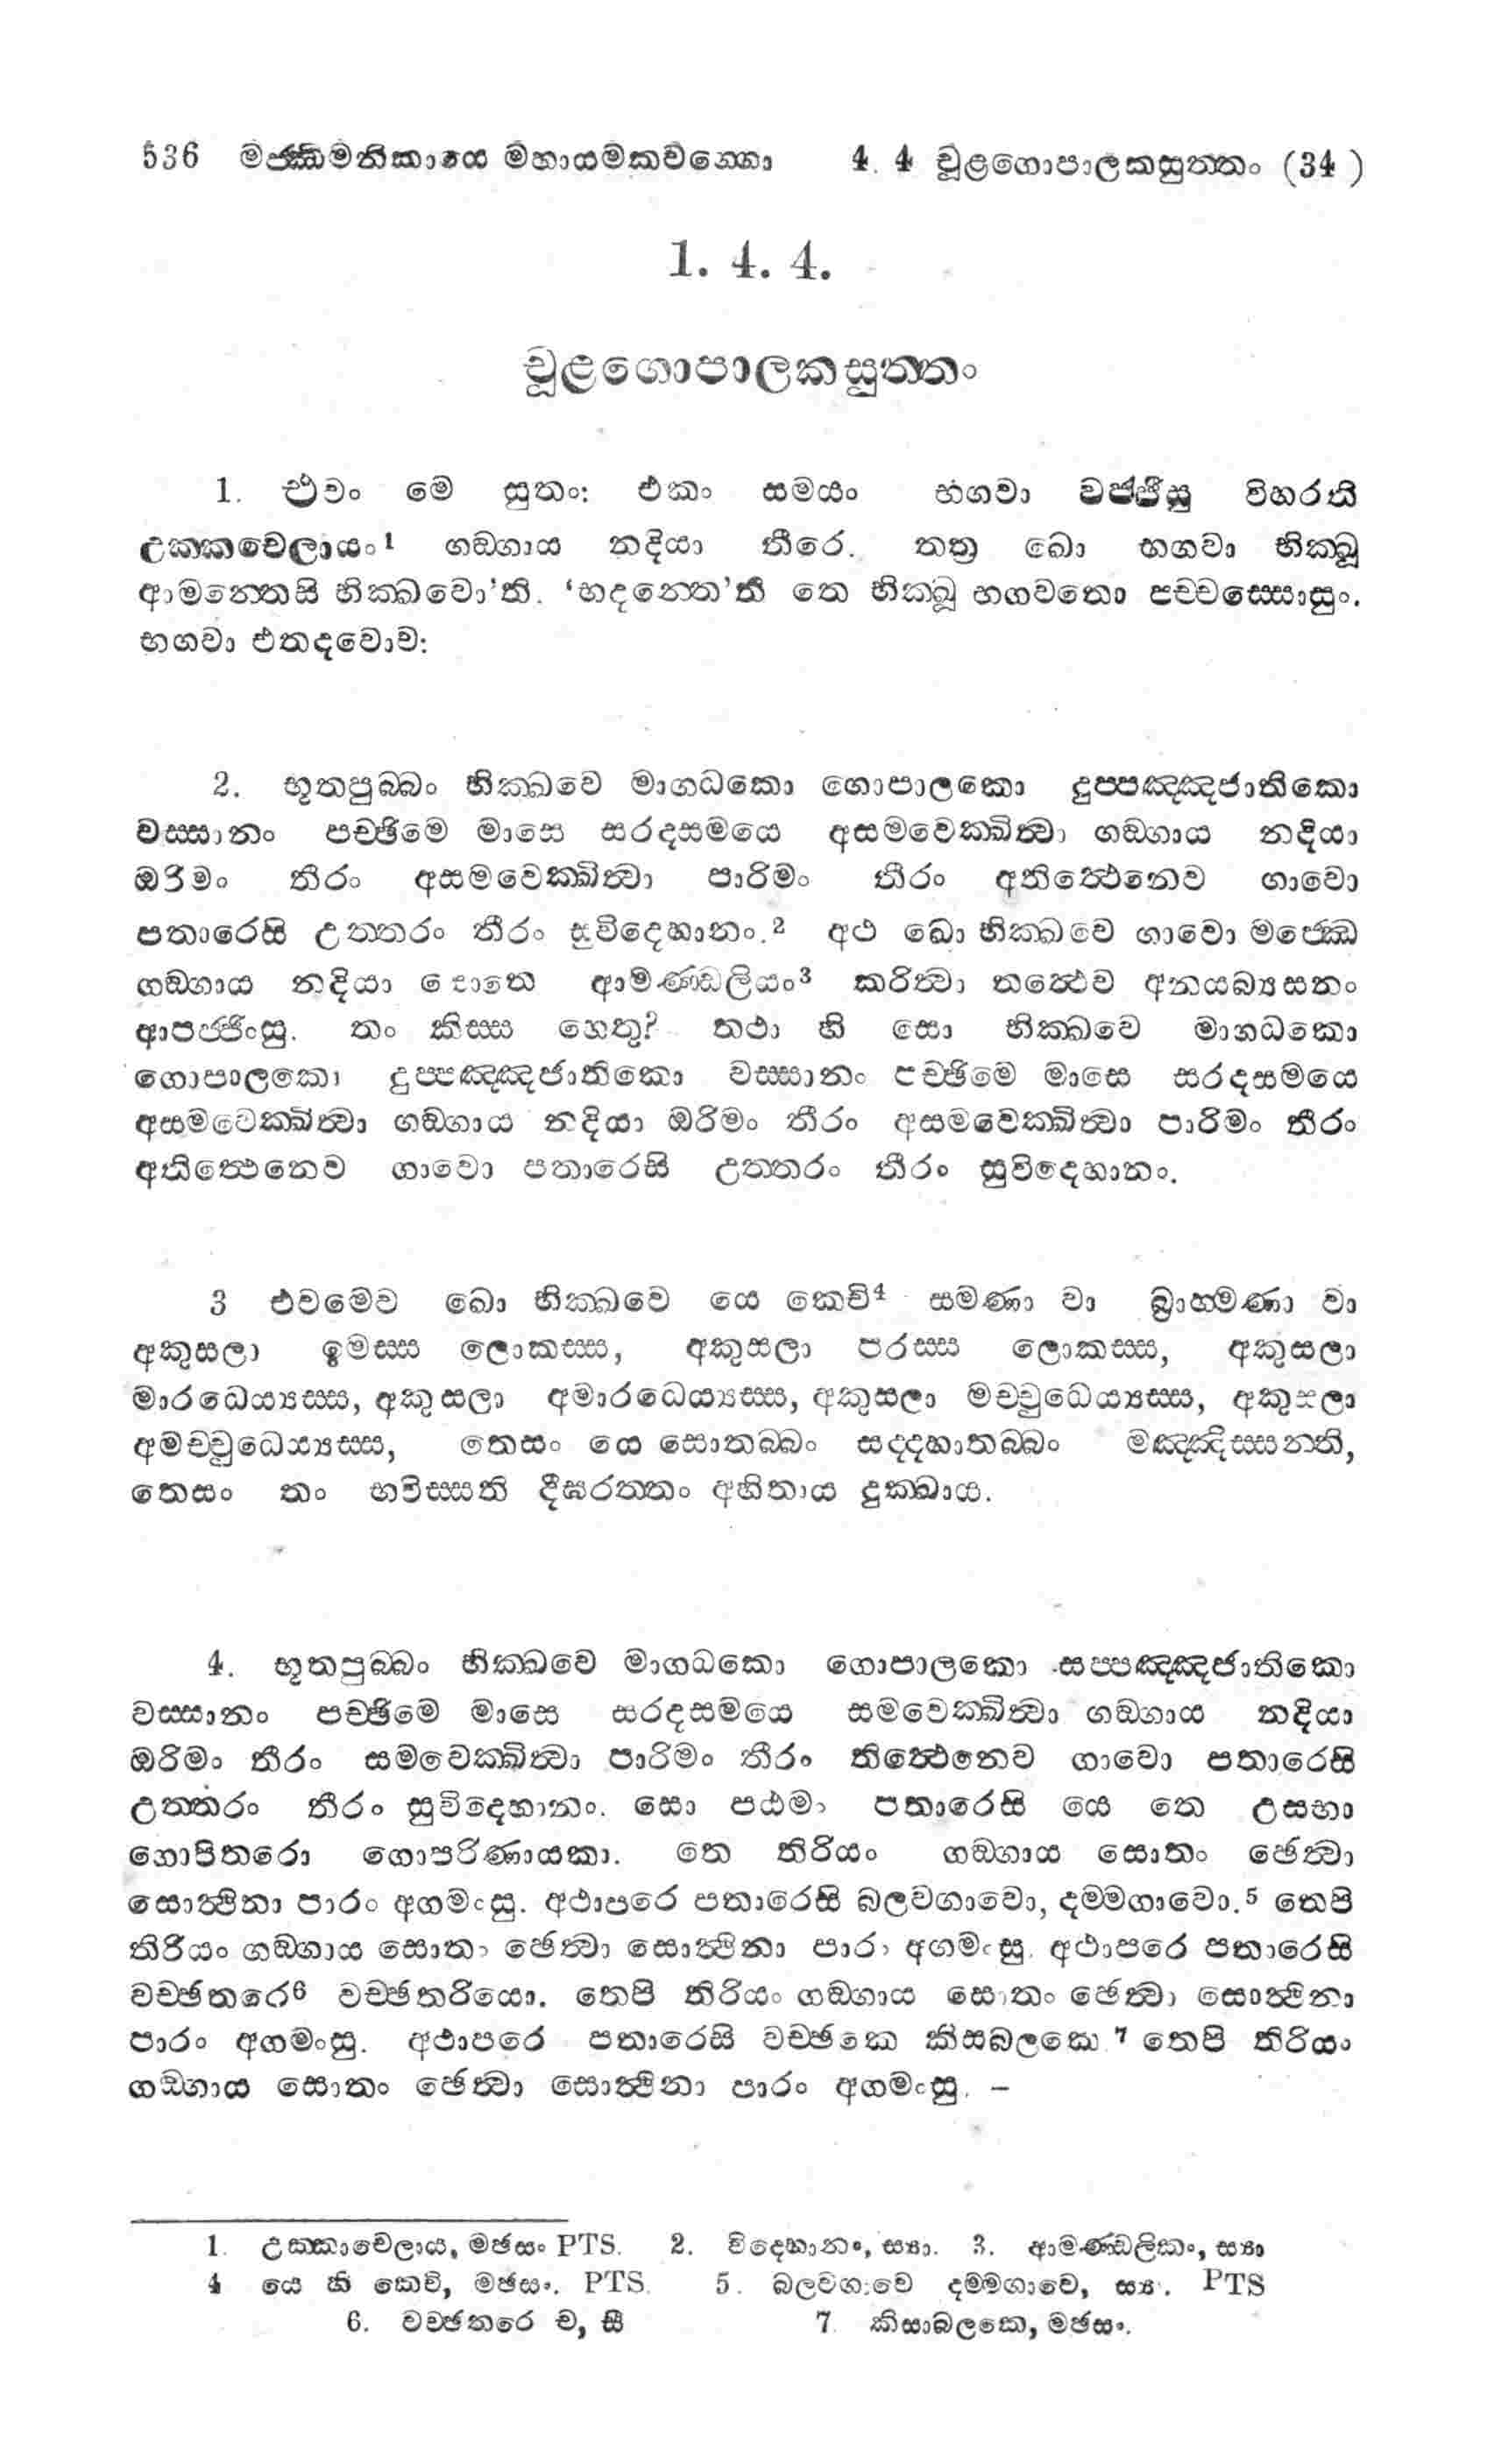 536 මජ්ඣිමනිකායෙ මහායමකවග්ගො 4. 4 චූළගොපාලකසුත්තං (34 )
1. 4. 4.
චූළගොපාලකසුත්තං
1. එවං මෙ සුතං: එකං සමයං භගවා වජ්ජීසු විහරති
උක්කචෙලායං¹ ගඞ්ගාය නදියා තීරෙ. තත්‍ර ඛො භගවා භික්ඛූ
ආමන්තෙසි භික්ඛවො'ති. ‘භදන්තෙ’ති තෙ භික්ඛූ භගවතො පච්චස්සොසුං.
භගවා එතදවොච:
2. භූතපුබ්බං භික්ඛවෙ මාගධකො ගොපාලකො දුප්පඤ්ඤජාතිකො
වස්සානං පච්ඡිමෙ මාසෙ සරදසමයෙ අසමවෙක්ඛිත්‍වා ගඞ්ගාය නදියා
ඔරිමං තීරං අසමවෙක්ඛිත්‍වා පාරිමං තීරං අතිත්‍ථෙනෙව ගාවො
පතාරෙසි උත්තරං තීරං සුවිදෙහානං.² අථ ඛො භික්ඛවෙ ගාවො මජ්ඣෙ
ගඞ්ගාය නදියා සොතෙ ආමණ්ඩලියං³ කරිත්‍වා තත්‍ථෙව අනයබ්‍යසනං
ආපජ්ජිංසු. තං කිස්ස හෙතු? තථා හි සො භික්ඛවෙ මාගධකො
ගොපාලකො දුප්පඤ්ඤජාතිකො වස්සානං පච්ඡිමෙ මාසෙ සරදසමයෙ
අසමවෙක්ඛිත්‍වා ගඞ්ගාය නදියා ඔරිමං තීරං අසමවෙක්ඛිත්‍වා පාරිමං තීරං
අතිත්‍ථෙනෙව ගාවො පතාරෙසි උත්තරං තීරං සුවිදෙහානං.
3 එවමෙව ඛො භික්ඛවෙ යෙ කෙචි⁴ සමණා වා බ්‍රාහ්මණා වා
අකුසලා ඉමස්ස ලොකස්ස, අකුසලා පරස්ස ලොකස්ස, අකුසලා
මාරධෙය්‍යස්ස, අකුසලා අමාරධෙය්‍යස්ස, අකුසලා මච්චුධෙය්‍යස්ස, අකුසලා
අමච්චුධෙය්‍යස්ස, තෙසං යෙ සොතබ්බං සද්දහාතබ්බං මඤ්ඤිස්සන්ති,
තෙසං තං භවිස්සති දීඝරත්තං අහිතාය දුක්ඛාය.
4. භූතපුබ්බං භික්ඛවෙ මාගධකො ගොපාලකො සප්පඤ්ඤජාතිකො
වස්සානං පච්ඡිමෙ මාසෙ සරදසමයෙ සමවෙක්ඛිත්‍වා ගඞ්ගාය නදියා
ඔරිමං තීරං සමවෙක්ඛිත්‍වා පාරිමං තීරං තිත්‍ථෙනෙව ගාවො පතාරෙසි
උත්තරං තීරං සුවිදෙහානං. සො පඨමං පතාරෙසි යෙ තෙ උසභා
ගොපිතරො ගොපරිණායකා. තෙ තිරියං ගඞ්ගාය සොතං ඡෙත්‍වා
සොත්‍ථිනා පාරං අගමංසු. අථාපරෙ පතාරෙසි බලවගාවො, දම්මගාවො.⁵ තෙපි
තිරියං ගඞ්ගාය සොතං ඡෙත්‍වා සොත්‍ථිනා පාරං අගමංසු. අථාපරෙ පතාරෙසි
වච්ඡතරෙ⁶ වච්ඡතරියො. තෙපි තිරියං ගඞ්ගාය සොතං ඡෙත්‍වා සොත්‍ථිනා
පාරං අගමංසු. අථාපරෙ පතාරෙසි වච්ඡකෙ කිසබලකෙ.⁷ තෙපි තිරියං
ගඞ්ගාය සොතං ඡෙත්‍වා සොත්‍ථිනා පාරං අගමංසු. –
1. උක්කාචෙලාය, මඡසං PTS. 2. විදෙහානං, ස්‍යා. 3. ආමණ්ඩලිකං, ස්‍යා
4 යෙ හි කෙචි, මඡසං. PTS. 5. බලවගාවෙ දම්මගාවෙ, ස්‍යා. PTS
6. වච්ඡතරෙ ච, සී 7. කිසාබලකෙ, මඡසං.